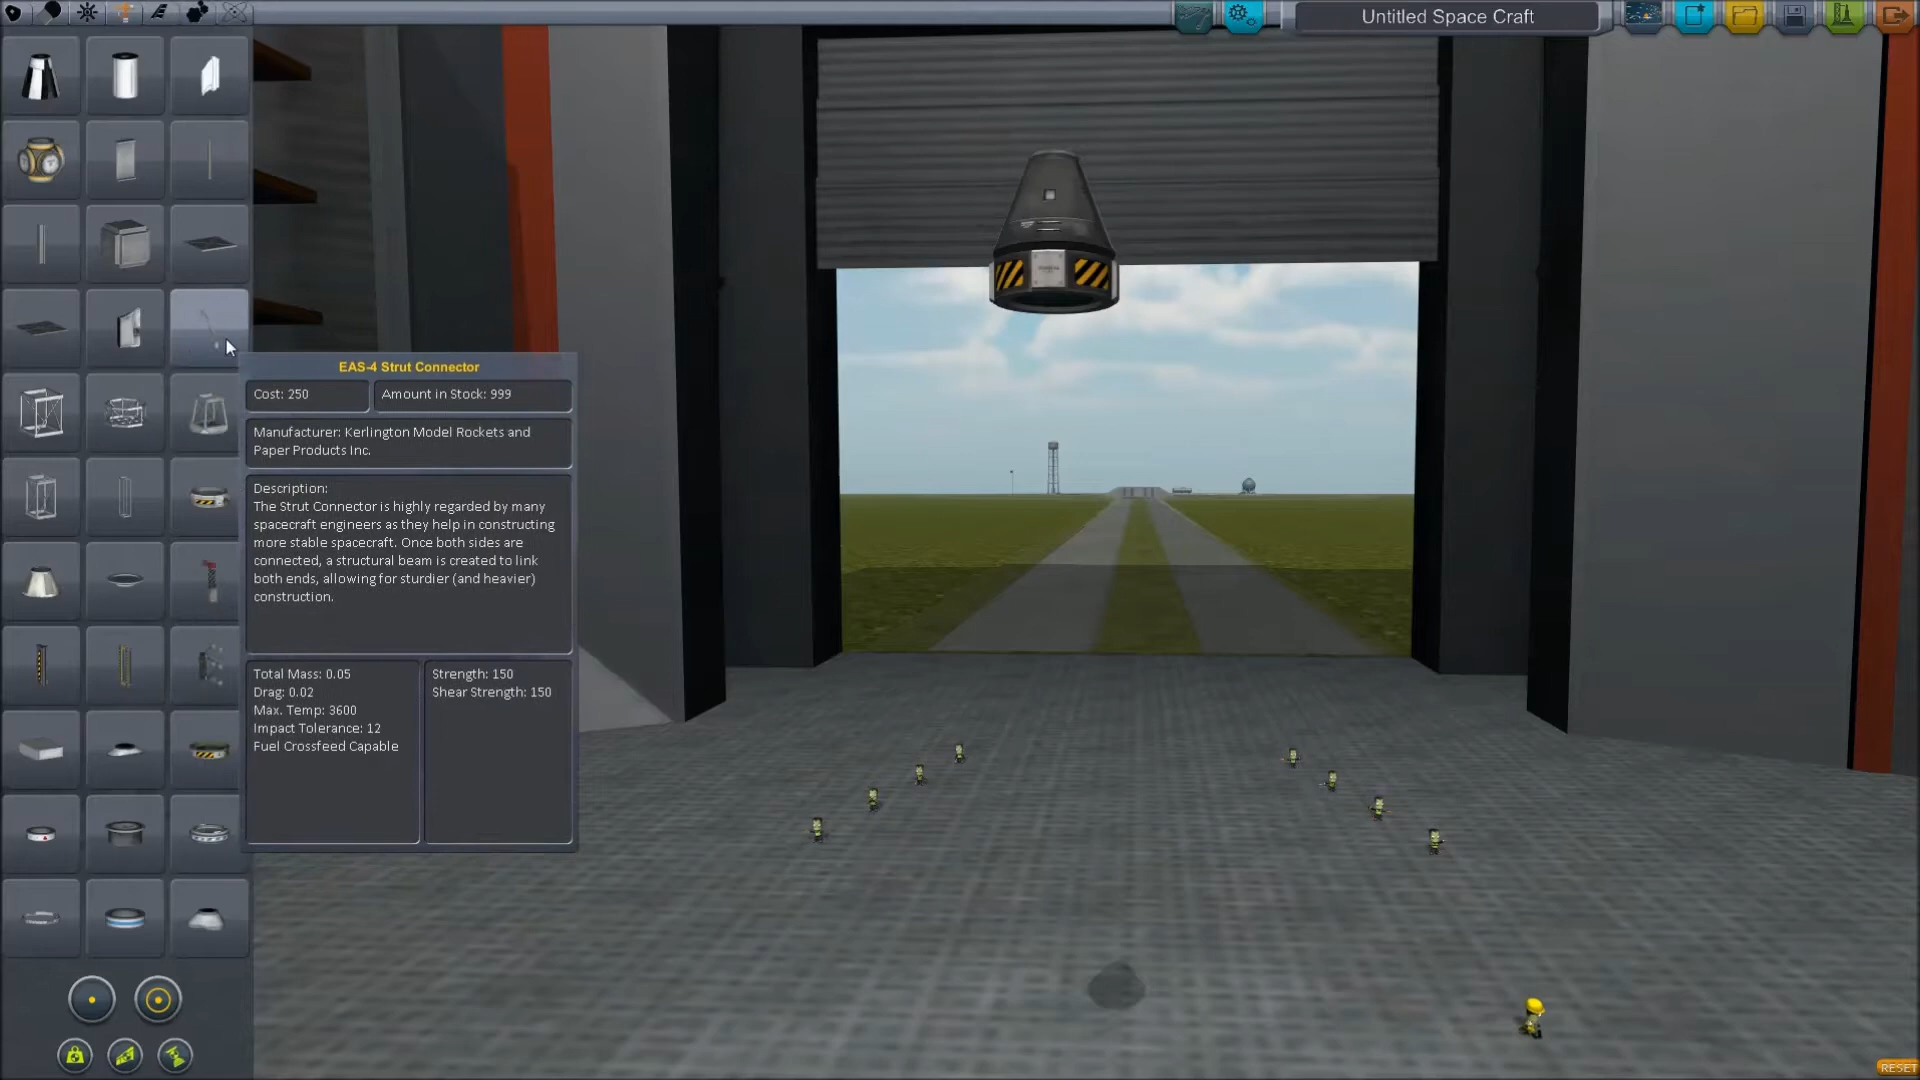 Untitled Space Craft
EAS-4 Strut Connector
Cost: 250
Amount in Stock: 999
Manufacturer: Kerlington Model Rockets and
Paper Products Inc.
Description:
The Strut Connector is highly regarded by many
spacecraft engineers as they help in constructing
more stable spacecraft. Once both sides are
connected, a structural beam is created to link
both ends, allowing for sturdier (and heavier)
construction.
Total Mass: 0.05
Drag: 0.02
Max. Temp: 3600
Impact Tolerance: 12
Fuel Crossfeed Capable
Strength: 150
Shear Strength: 150
RESET